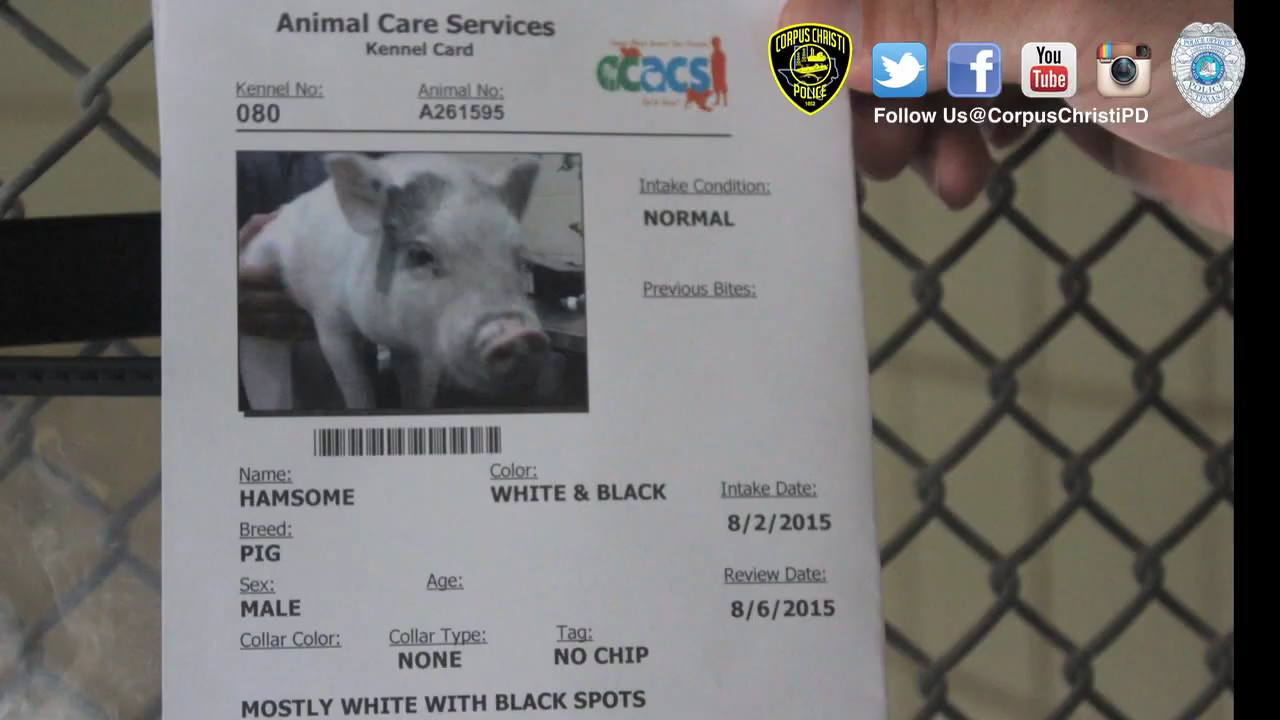 Animal Care Services
Kennel Card
Kennel No:
080
Animal No:
A261595
ccacs
CORPUS CHRISTI
POLICE
1852
You
Tube
Follow Us@CorpusChristiPD
POLICE
TEXAS
Intake Condition:
NORMAL
Previous Bites:
Name:
HAMSOME
Color:
WHITE & BLACK
Intake Date:
8/2/2015
Breed:
PIG
Sex:
MALE
Age:
Review Date:
8/6/2015
Collar Color:
Collar Type:
NONE
Tag:
NO CHIP
MOSTLY WHITE WITH BLACK SPOTS